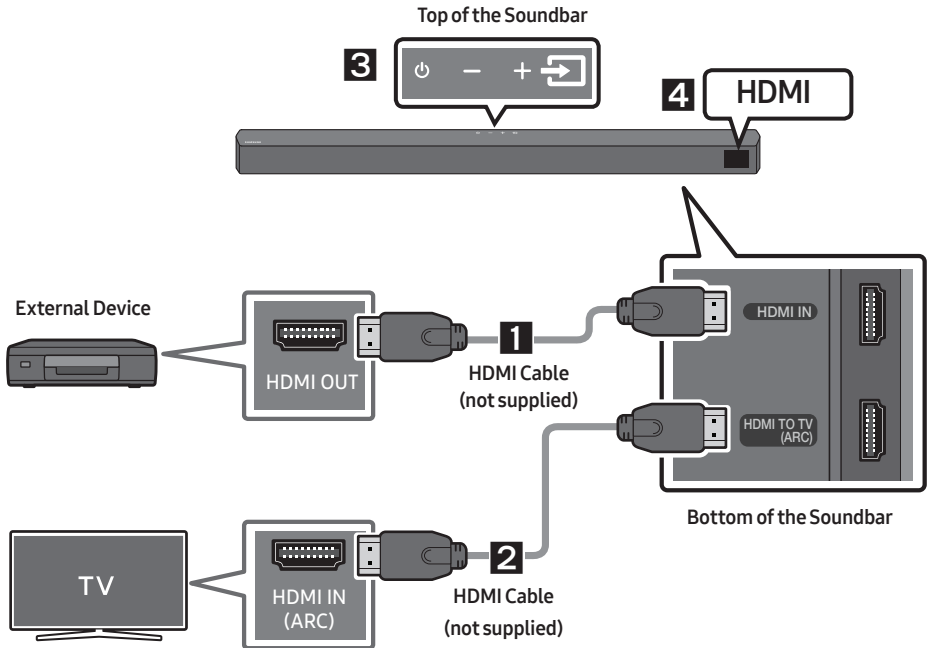 Top of the Soundbar
3
− +
4
HDMI
External Device
HDMI OUT
1
HDMI Cable
(not supplied)
HDMI IN
HDMI TO TV
(ARC)
Bottom of the Soundbar
TV
HDMI IN
(ARC)
2
HDMI Cable
(not supplied)